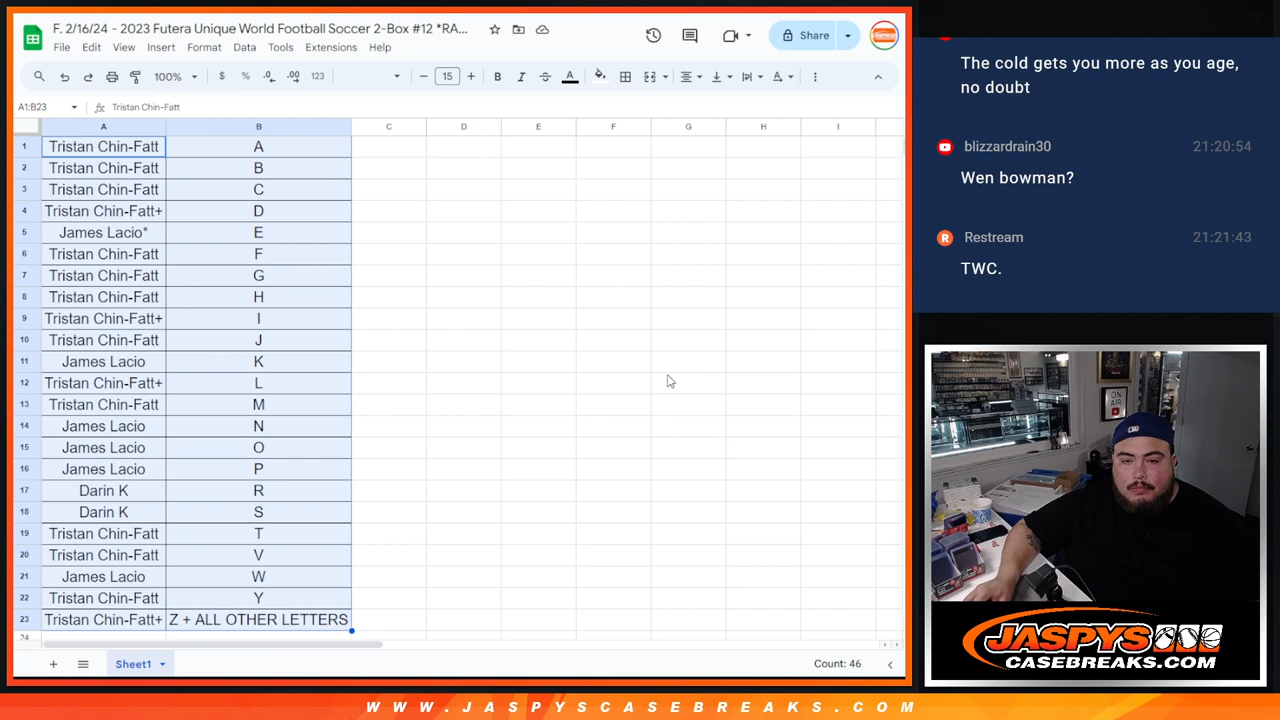 F. 2/16/24 - 2023 Futera Unique World Football Soccer 2-Box #12 *RA...
File Edit View Insert Format Data Tools Extensions Help
Share
100% $ % .0 .00 123 15 B I A
A1:B23 fx Tristan Chin-Fatt
A B C D E F G H I
1 Tristan Chin-Fatt A
2 Tristan Chin-Fatt B
3 Tristan Chin-Fatt C
4 Tristan Chin-Fatt+ D
5 James Lacio* E
6 Tristan Chin-Fatt F
7 Tristan Chin-Fatt G
8 Tristan Chin-Fatt H
9 Tristan Chin-Fatt+ I
10 Tristan Chin-Fatt J
11 James Lacio K
12 Tristan Chin-Fatt+ L
13 Tristan Chin-Fatt M
14 James Lacio N
15 James Lacio O
16 James Lacio P
17 Darin K R
18 Darin K S
19 Tristan Chin-Fatt T
20 Tristan Chin-Fatt V
21 James Lacio W
22 Tristan Chin-Fatt Y
23 Tristan Chin-Fatt+ Z + ALL OTHER LETTERS
24
Sheet1
Count: 46
The cold gets you more as you age,
no doubt
blizzardrain30 21:20:54
Wen bowman?
Restream 21:21:43
TWC.
ON
AIR
JASPYS
CASEBREAKS.COM
WWW.JASPYSCASEBREAKS.COM